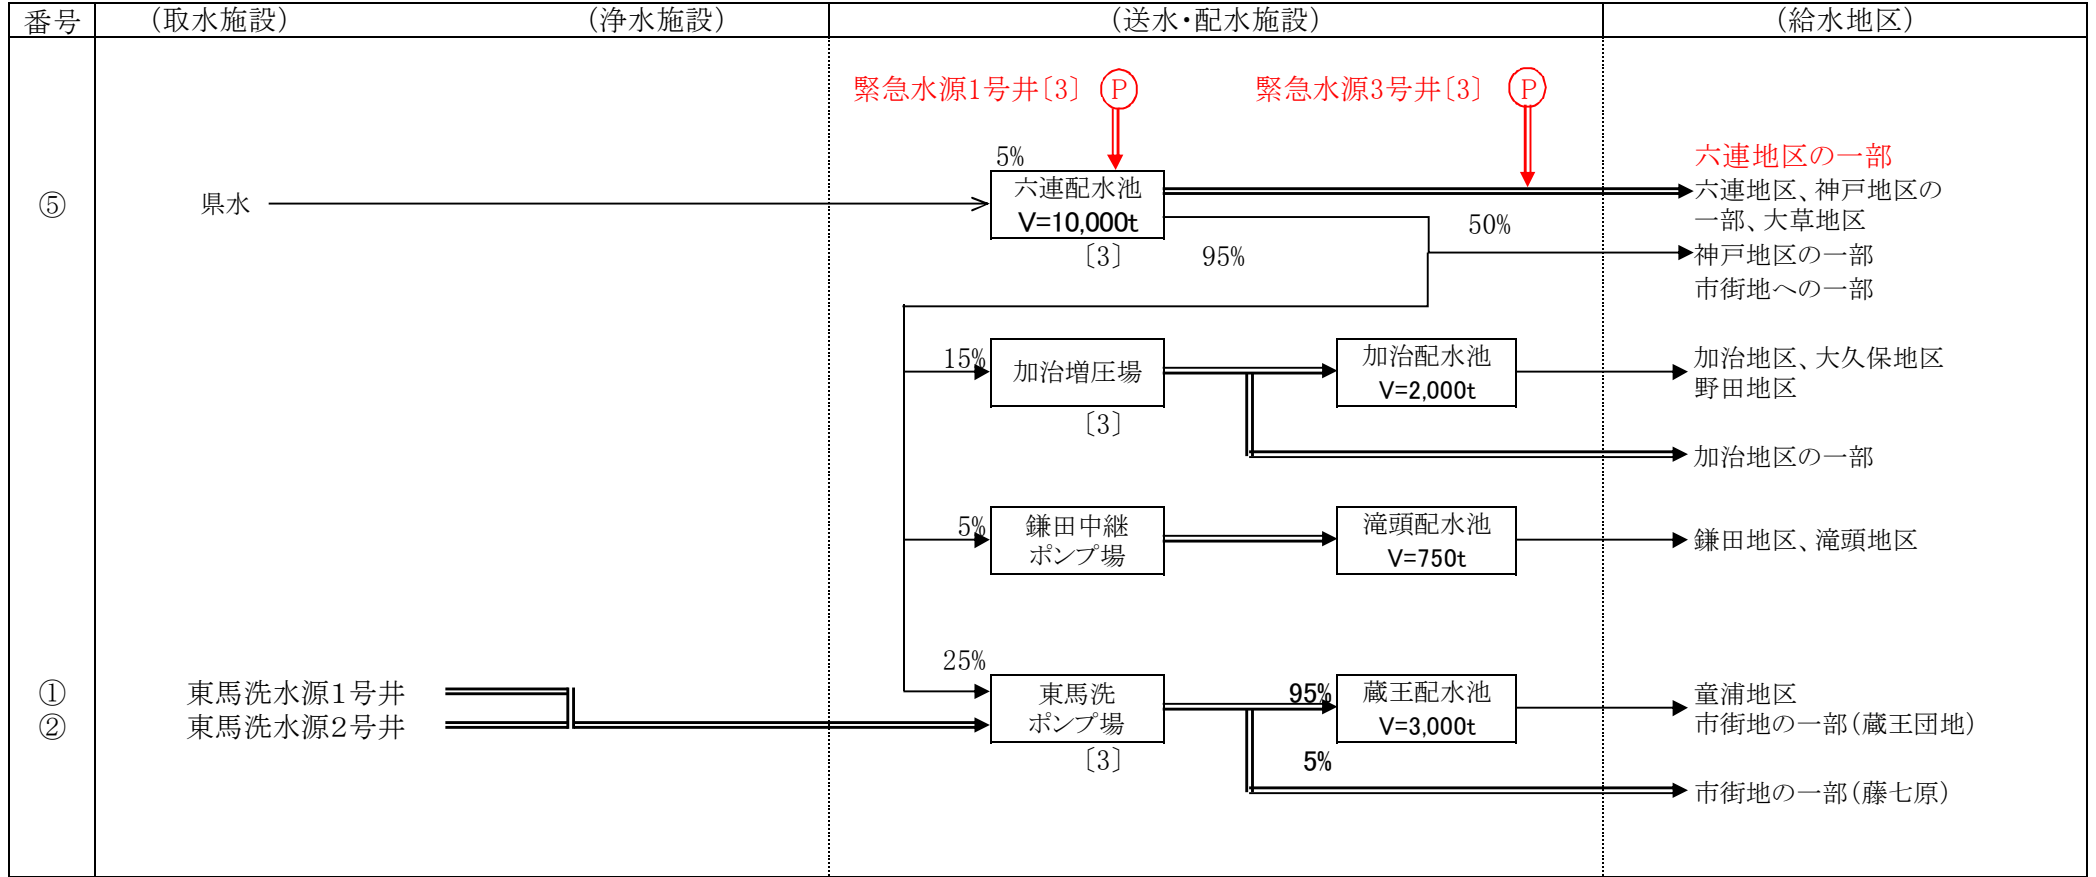 番号
(取水施設)
(浄水施設)
(送水・配水施設)
(給水地区)
緊急水源1号井〔3〕
P
緊急水源3号井〔3〕
P
⑤
県水
5%
六連配水池
V=10,000t
〔3〕
95%
50%
六連地区の一部
六連地区、神戸地区の
一部、大草地区
神戸地区の一部
市街地への一部
15%
加治増圧場
〔3〕
加治配水池
V=2,000t
加治地区、大久保地区
野田地区
加治地区の一部
5%
鎌田中継
ポンプ場
滝頭配水池
V=750t
鎌田地区、滝頭地区
①
東馬洗水源1号井
②
東馬洗水源2号井
25%
東馬洗
ポンプ場
〔3〕
95%
蔵王配水池
V=3,000t
5%
童浦地区
市街地の一部(蔵王団地)
市街地の一部(藤七原)